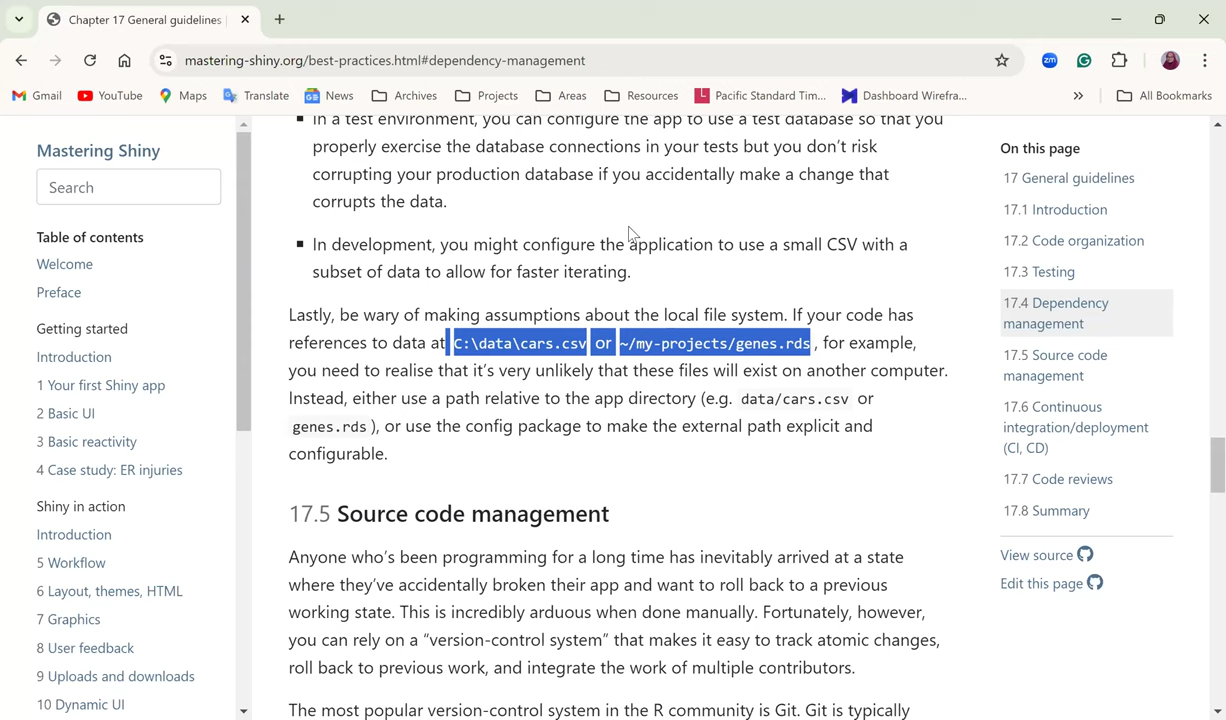 Chapter 17 General guidelines
mastering-shiny.org/best-practices.html#dependency-management
zm
Gmail
YouTube
Maps
Translate
News
Archives
Projects
Areas
Resources
Pacific Standard Tim...
Dashboard Wirefra...
»
All Bookmarks
Mastering Shiny
Search
Table of contents
Welcome
Preface
Getting started
Introduction
1 Your first Shiny app
2 Basic UI
3 Basic reactivity
4 Case study: ER injuries
Shiny in action
Introduction
5 Workflow
6 Layout, themes, HTML
7 Graphics
8 User feedback
9 Uploads and downloads
10 Dynamic UI
In a test environment, you can configure the app to use a test database so that you
properly exercise the database connections in your tests but you don't risk
corrupting your production database if you accidentally make a change that
corrupts the data.
In development, you might configure the application to use a small CSV with a
subset of data to allow for faster iterating.
Lastly, be wary of making assumptions about the local file system. If your code has
references to data at C:\data\cars.csv or ~/my-projects/genes.rds , for example,
you need to realise that it's very unlikely that these files will exist on another computer.
Instead, either use a path relative to the app directory (e.g. data/cars.csv or
genes.rds ), or use the config package to make the external path explicit and
configurable.
17.5 Source code management
Anyone who's been programming for a long time has inevitably arrived at a state
where they've accidentally broken their app and want to roll back to a previous
working state. This is incredibly arduous when done manually. Fortunately, however,
you can rely on a “version-control system” that makes it easy to track atomic changes,
roll back to previous work, and integrate the work of multiple contributors.
The most popular version-control system in the R community is Git. Git is typically
On this page
17 General guidelines
17.1 Introduction
17.2 Code organization
17.3 Testing
17.4 Dependency
management
17.5 Source code
management
17.6 Continuous
integration/deployment
(CI, CD)
17.7 Code reviews
17.8 Summary
View source
Edit this page